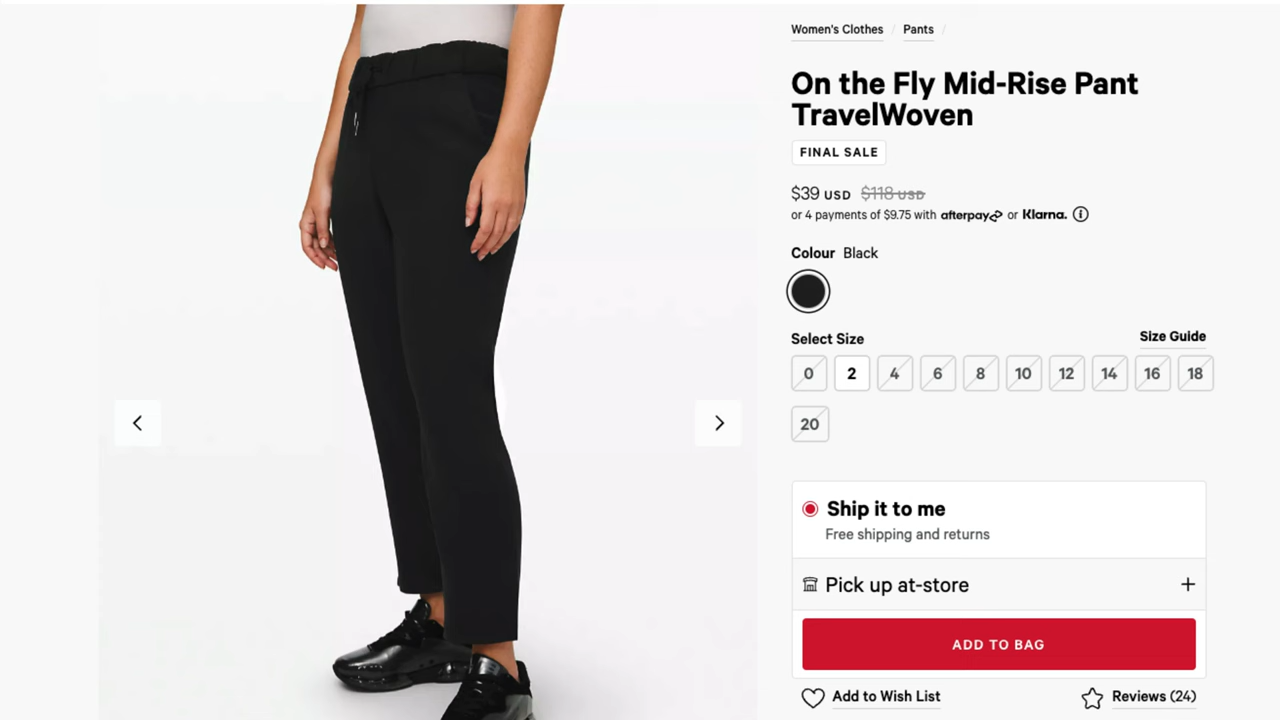 Women's Clothes / Pants /
On the Fly Mid-Rise Pant
TravelWoven
FINAL SALE
$39 USD $118 USD
or 4 payments of $9.75 with afterpay or Klarna. i
Colour Black
Select Size Size Guide
0 2 4 6 8 10 12 14 16 18
20
Ship it to me
Free shipping and returns
Pick up at-store +
ADD TO BAG
Add to Wish List Reviews (24)